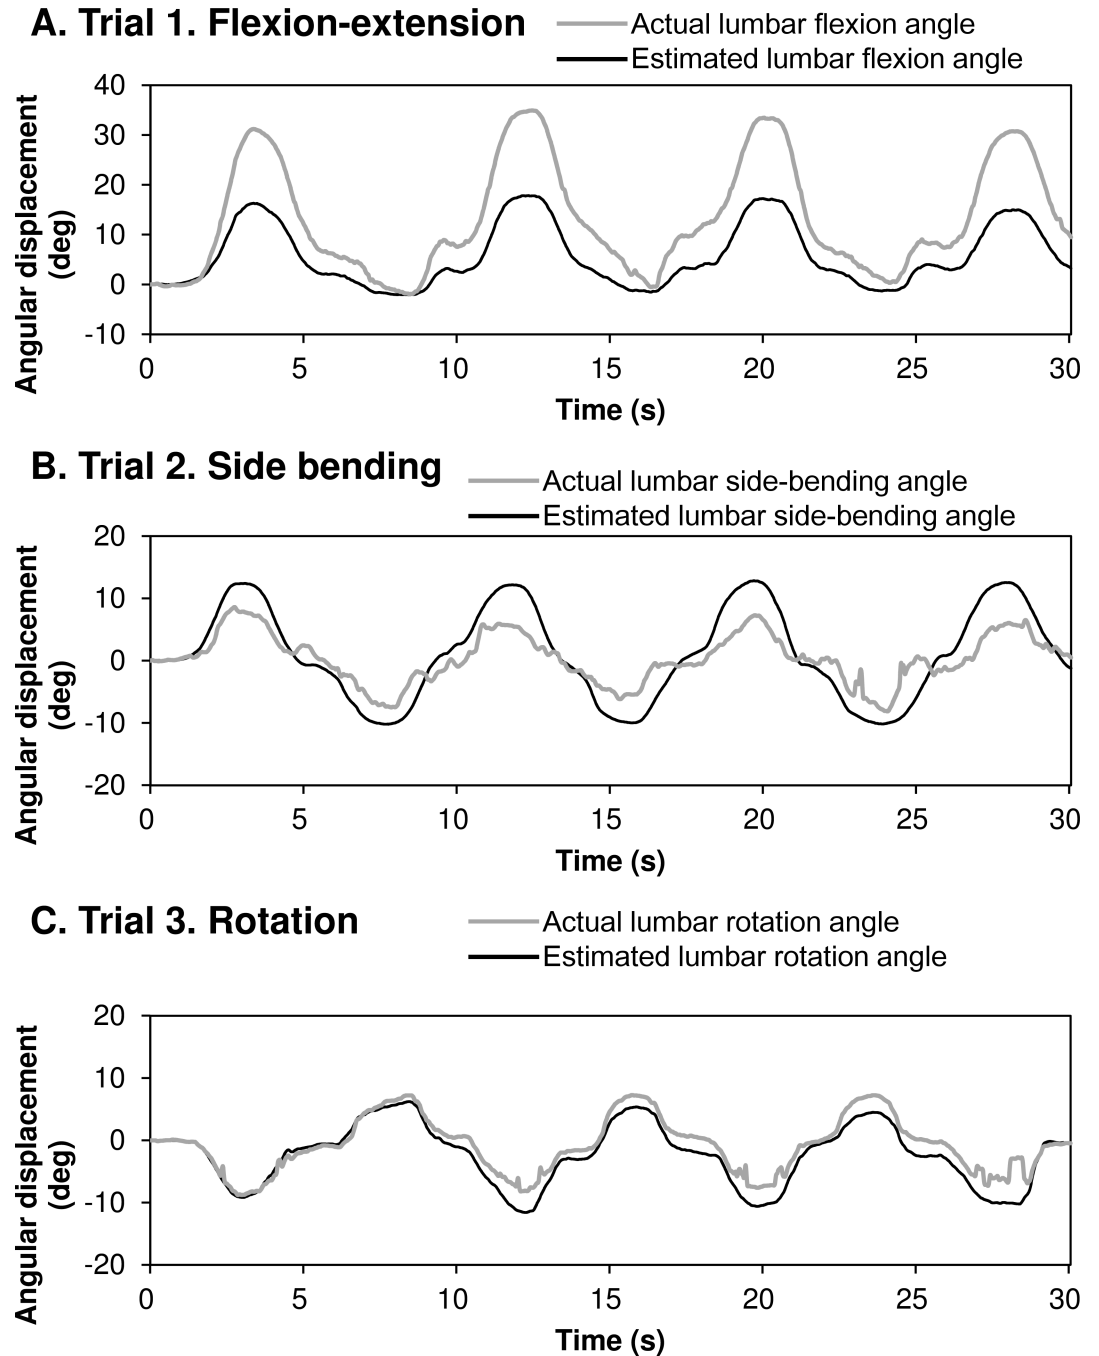 A. Trial 1. Flexion-extension
Actual lumbar flexion angle
Estimated lumbar flexion angle
Angular displacement
(deg)
40
30
20
10
0
-10
0 5 10 15 20 25 30
Time (s)
B. Trial 2. Side bending
Actual lumbar side-bending angle
Estimated lumbar side-bending angle
Angular displacement
(deg)
20
10
0
-10
-20
0 5 10 15 20 25 30
Time (s)
C. Trial 3. Rotation
Actual lumbar rotation angle
Estimated lumbar rotation angle
Angular displacement
(deg)
20
10
0
-10
-20
0 5 10 15 20 25 30
Time (s)